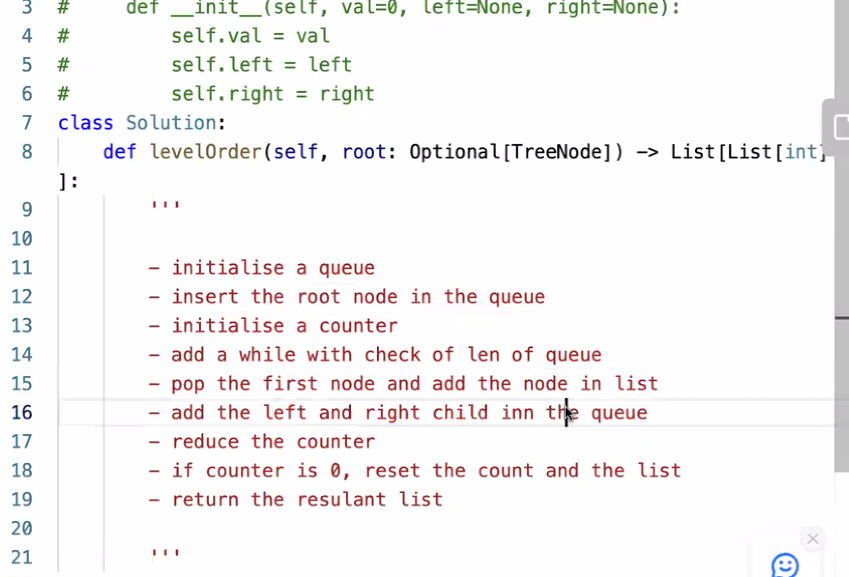 3 #     def __init__(self, val=0, left=None, right=None):
4 #         self.val = val
5 #         self.left = left
6 #         self.right = right
7 class Solution:
8     def levelOrder(self, root: Optional[TreeNode]) -> List[List[int]
]:
9         '''
10
11         - initialise a queue
12         - insert the root node in the queue
13         - initialise a counter
14         - add a while with check of len of queue
15         - pop the first node and add the node in list
16         - add the left and right child inn the queue
17         - reduce the counter
18         - if counter is 0, reset the count and the list
19         - return the resulant list
20
21         '''